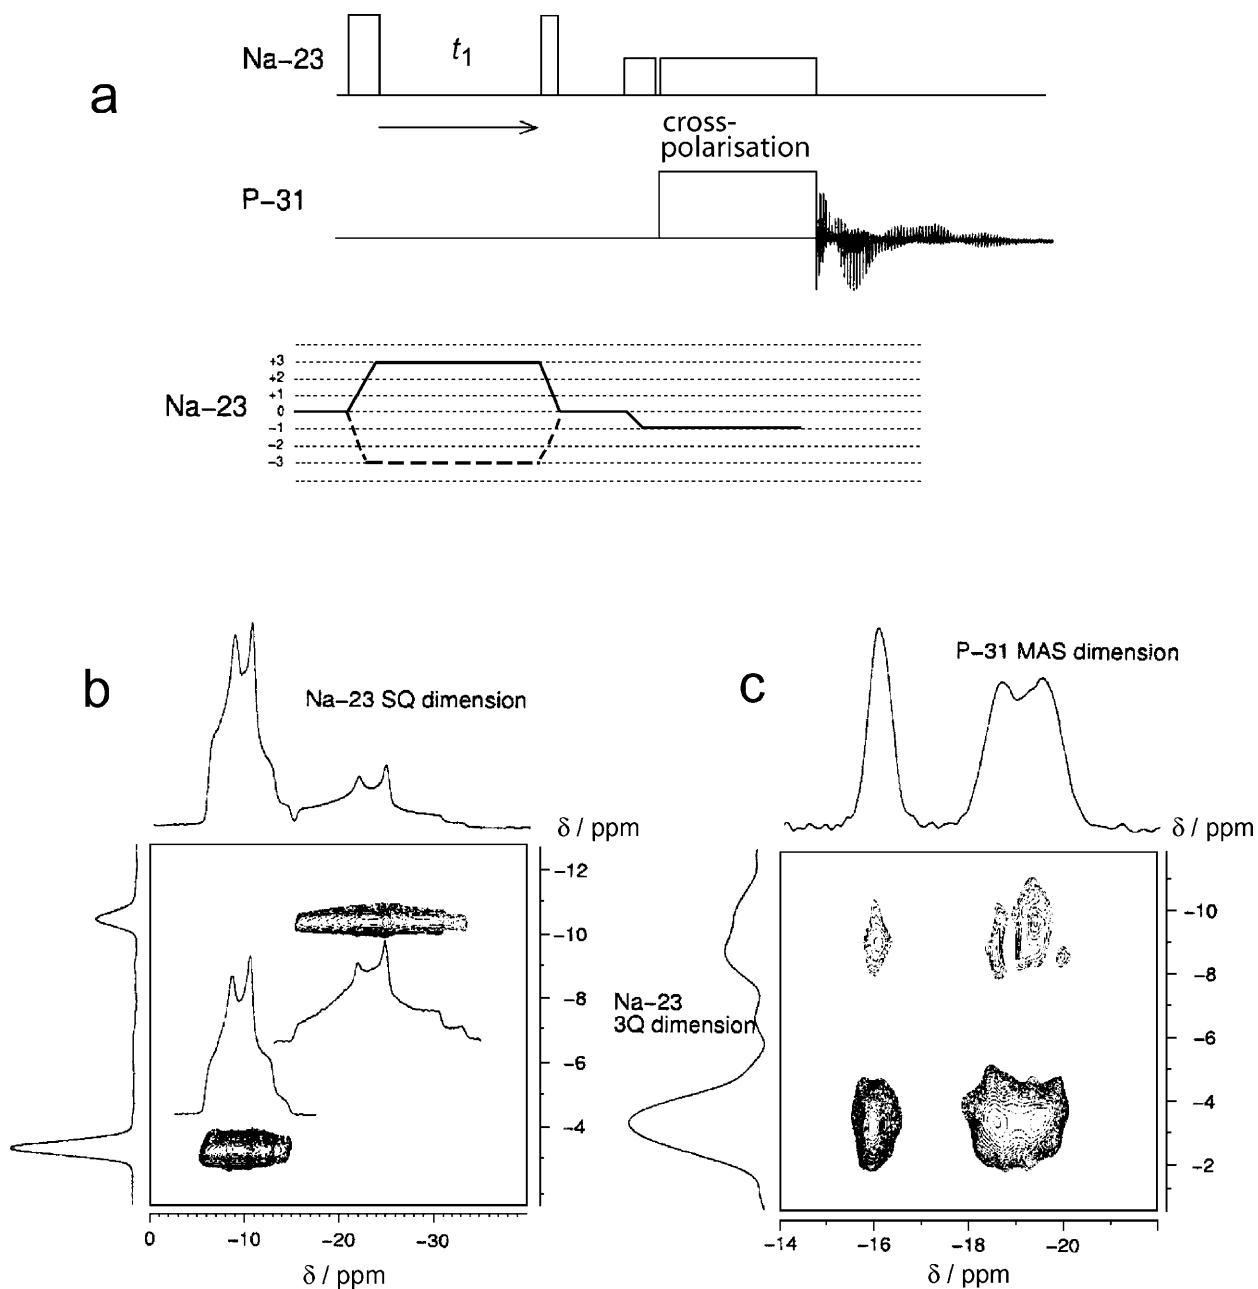 a
Na–23
t1
cross-
polarisation
P–31
Na–23
+3
+2
+1
0
−1
−2
−3
b
Na–23 SQ dimension
δ / ppm
−12
−10
−8
−6
−4
0
−10
−20
−30
δ / ppm
c
P–31 MAS dimension
δ / ppm
Na–23
3Q dimension
−10
−8
−6
−4
−2
−14
−16
−18
−20
δ / ppm